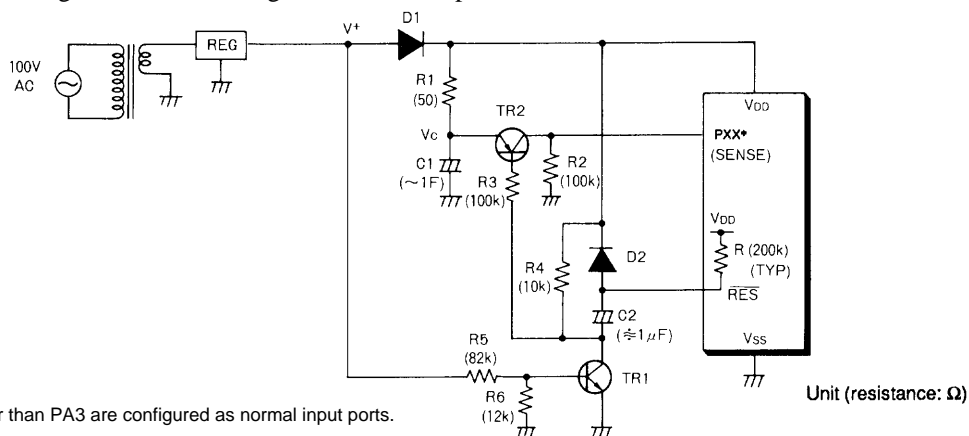 D1
V+
REG
100V
AC
R1
(50)
TR2
VDD
Vc
PXX*
(SENSE)
C1
(~1F)
R3
(100k)
R2
(100k)
VDD
R (200k)
(TYP)
RES
R4
(10k)
D2
C2
(≒1μF)
R5
(82k)
VSS
TR1
R6
(12k)
Unit (resistance: Ω)
than PA3 are configured as normal input ports.